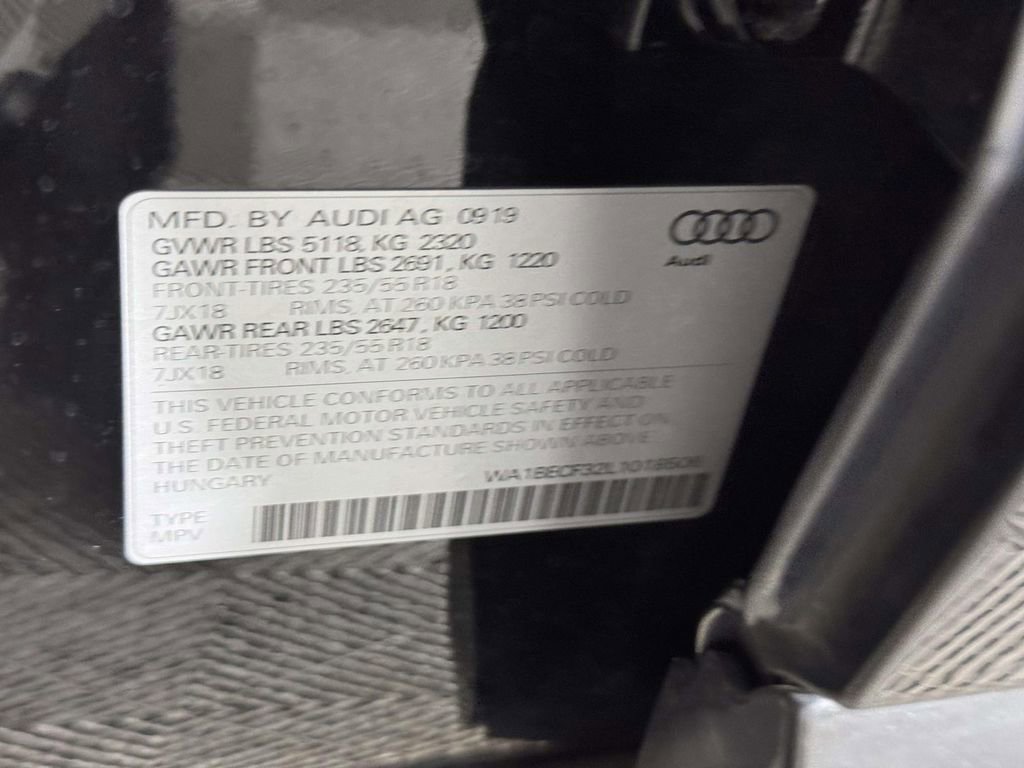 MFD. BY AUDI AG 0919
GVWR LBS 5118, KG 2320
GAWR FRONT LBS 2691, KG 1220
FRONT-TIRES 235/55 R18
7JX18 RIMS, AT 260 KPA 38 PSI COLD
GAWR REAR LBS 2647, KG 1200
REAR-TIRES 235/55 R18
7JX18 RIMS, AT 260 KPA 38 PSI COLD
Audi
THIS VEHICLE CONFORMS TO ALL APPLICABLE
U.S. FEDERAL MOTOR VEHICLE SAFETY AND
THEFT PREVENTION STANDARDS IN EFFECT ON
THE DATE OF MANUFACTURE SHOWN ABOVE
HUNGARY
TYPE
MPV